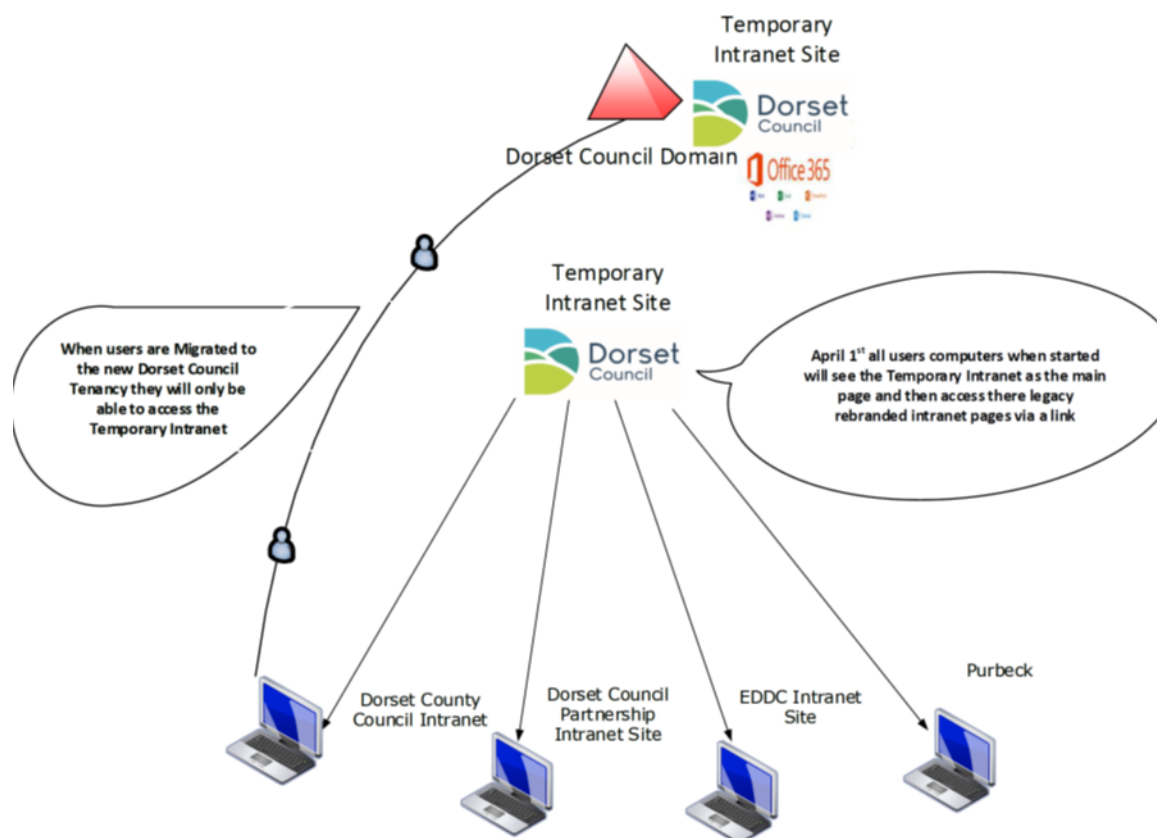 Temporary
Intranet Site
Dorset
Council
Dorset Council Domain
Office 365
Temporary
Intranet Site
Dorset
Council
When users are Migrated to
the new Dorset Council
Tenancy they will only be
able to access the
Temporary Intranet
April 1st all users computers when started
will see the Temporary Intranet as the main
page and then access there legacy
rebranded intranet pages via a link
Dorset County
Council Intranet
Dorset Council
Partnership
Intranet Site
EDDC Intranet
Site
Purbeck